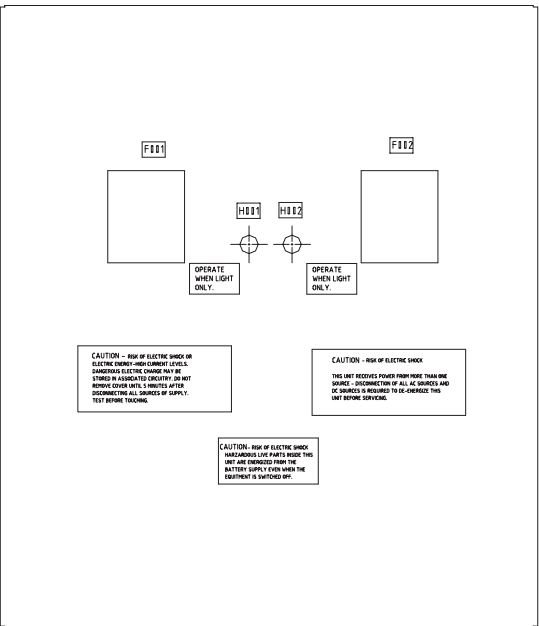 F001
F002
H001
H002
OPERATE
WHEN LIGHT
ONLY.
OPERATE
WHEN LIGHT
ONLY.
CAUTION - RISK OF ELECTRIC SHOCK OR
ELECTRIC ENERGY-HIGH CURRENT LEVELS.
DANGEROUS ELECTRIC CHARGE MAY BE
STORED IN ASSOCIATED CIRCUITRY. DO NOT
REMOVE COVER UNTIL 5 MINUTES AFTER
DISCONNECTING ALL SOURCES OF SUPPLY.
TEST BEFORE TOUCHING.
CAUTION - RISK OF ELECTRIC SHOCK
THIS UNIT RECEIVES POWER FROM MORE THAN ONE
SOURCE - DISCONNECTION OF ALL AC SOURCES AND
DC SOURCES IS REQUIRED TO DE-ENERGIZE THIS
UNIT BEFORE SERVICING.
CAUTION- RISK OF ELECTRIC SHOCK
HARZARDOUS LIVE PARTS INSIDE THIS
UNIT ARE ENERGIZED FROM THE
BATTERY SUPPLY EVEN WHEN THE
EQUITMENT IS SWITCHED OFF.